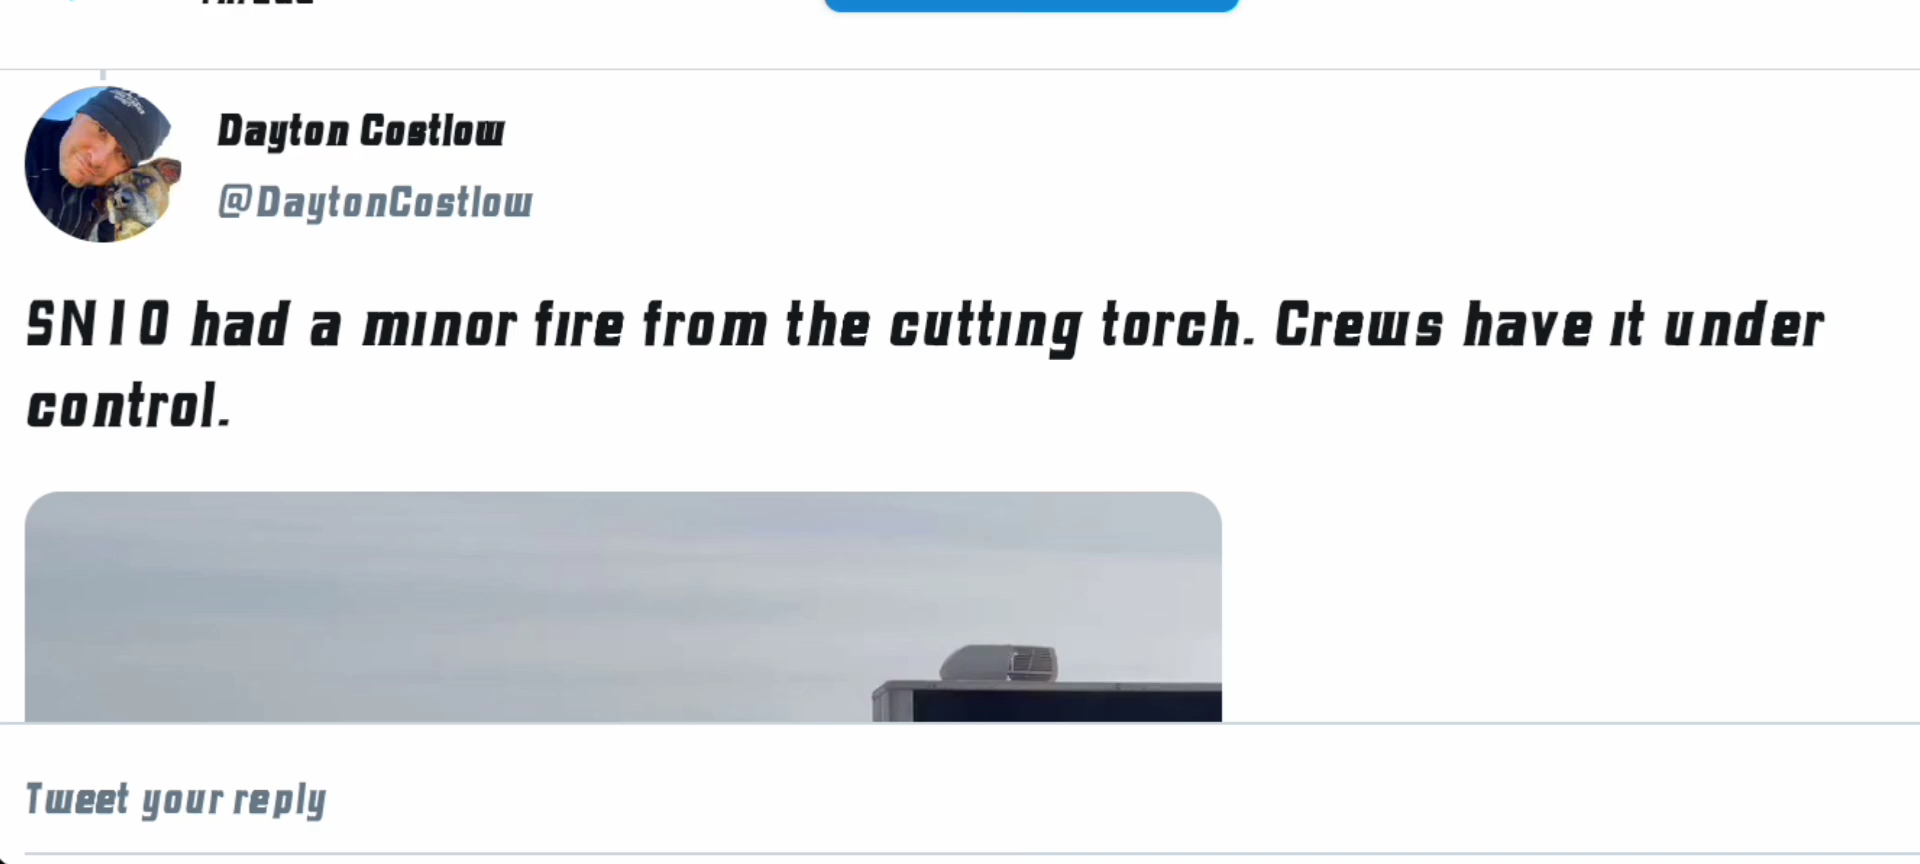 Dayton Costlow
@DaytonCostlow
SN10 had a minor fire from the cutting torch. Crews have it under
control.
Tweet your reply